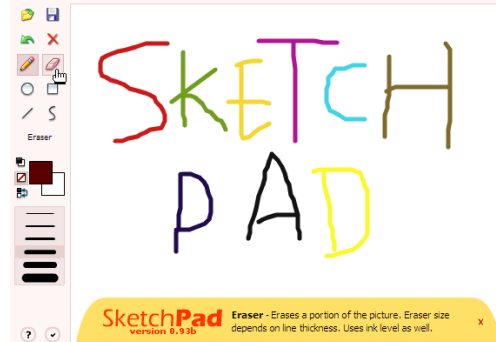 SKETCH
PAD
Eraser
SketchPad
version 8.93b
Eraser - Erases a portion of the picture. Eraser size
depends on line thickness. Uses ink level as well.
x
?